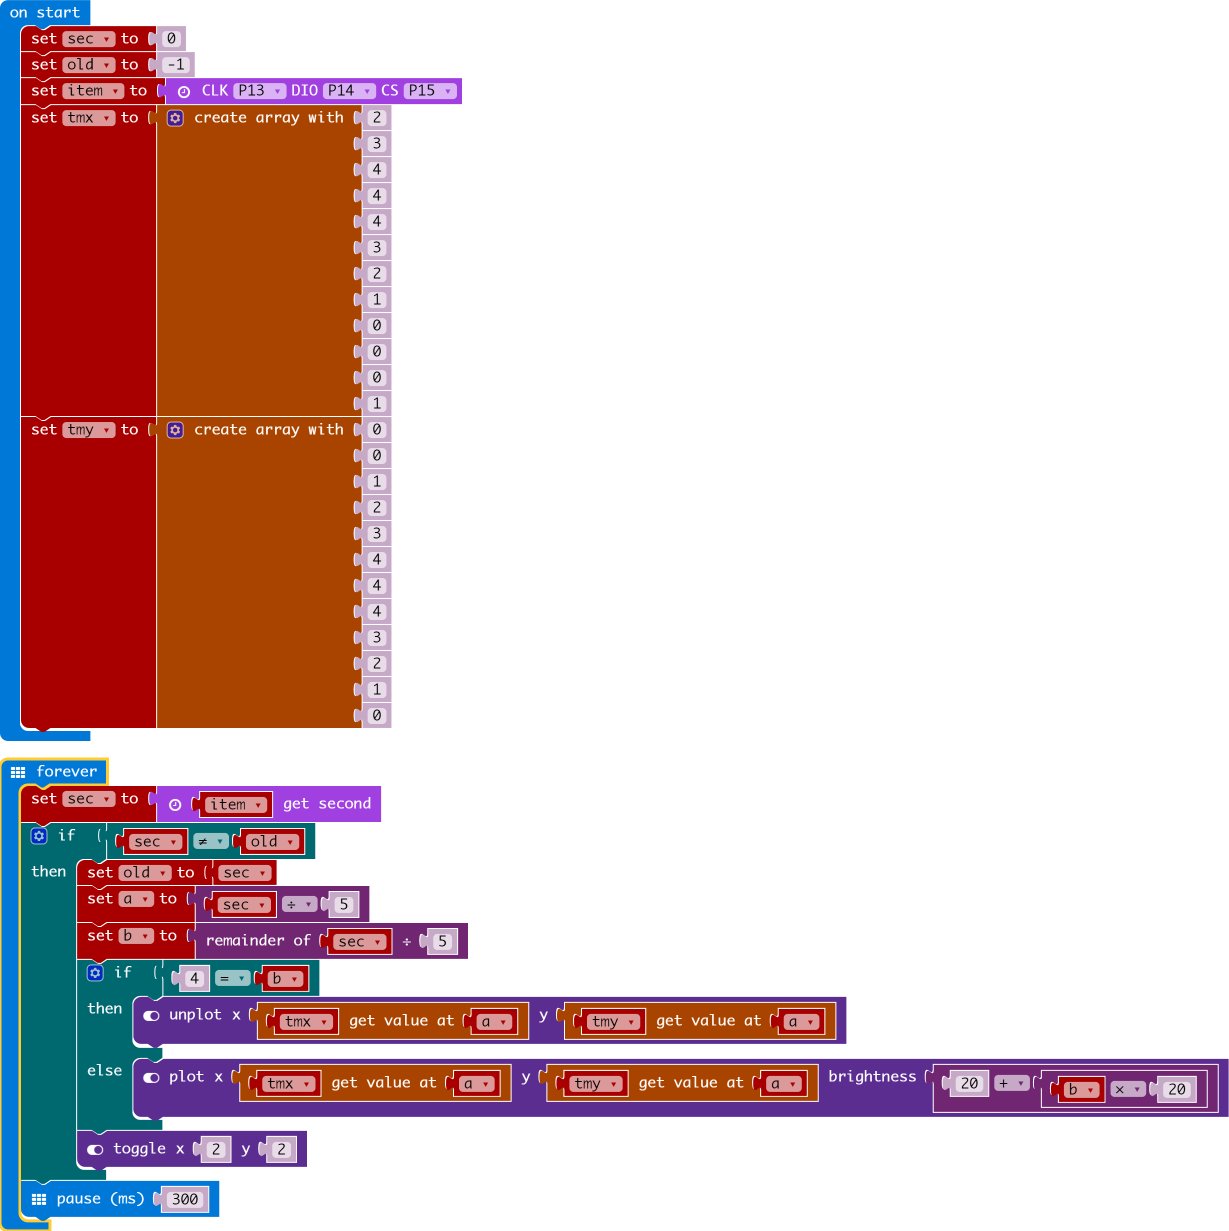 on start
set sec to 0
set old to -1
set item to CLK P13 DIO P14 CS P15
set tmx to create array with 2
3
4
4
4
3
2
1
0
0
0
1
set tmy to create array with 0
0
1
2
3
4
4
4
3
2
1
0
forever
set sec to item get second
if sec ≠ old
then set old to sec
set a to sec ÷ 5
set b to remainder of sec ÷ 5
if 4 = b
then unplot x tmx get value at a y tmy get value at a
else plot x tmx get value at a y tmy get value at a brightness 20 + b × 20
toggle x 2 y 2
pause (ms) 300